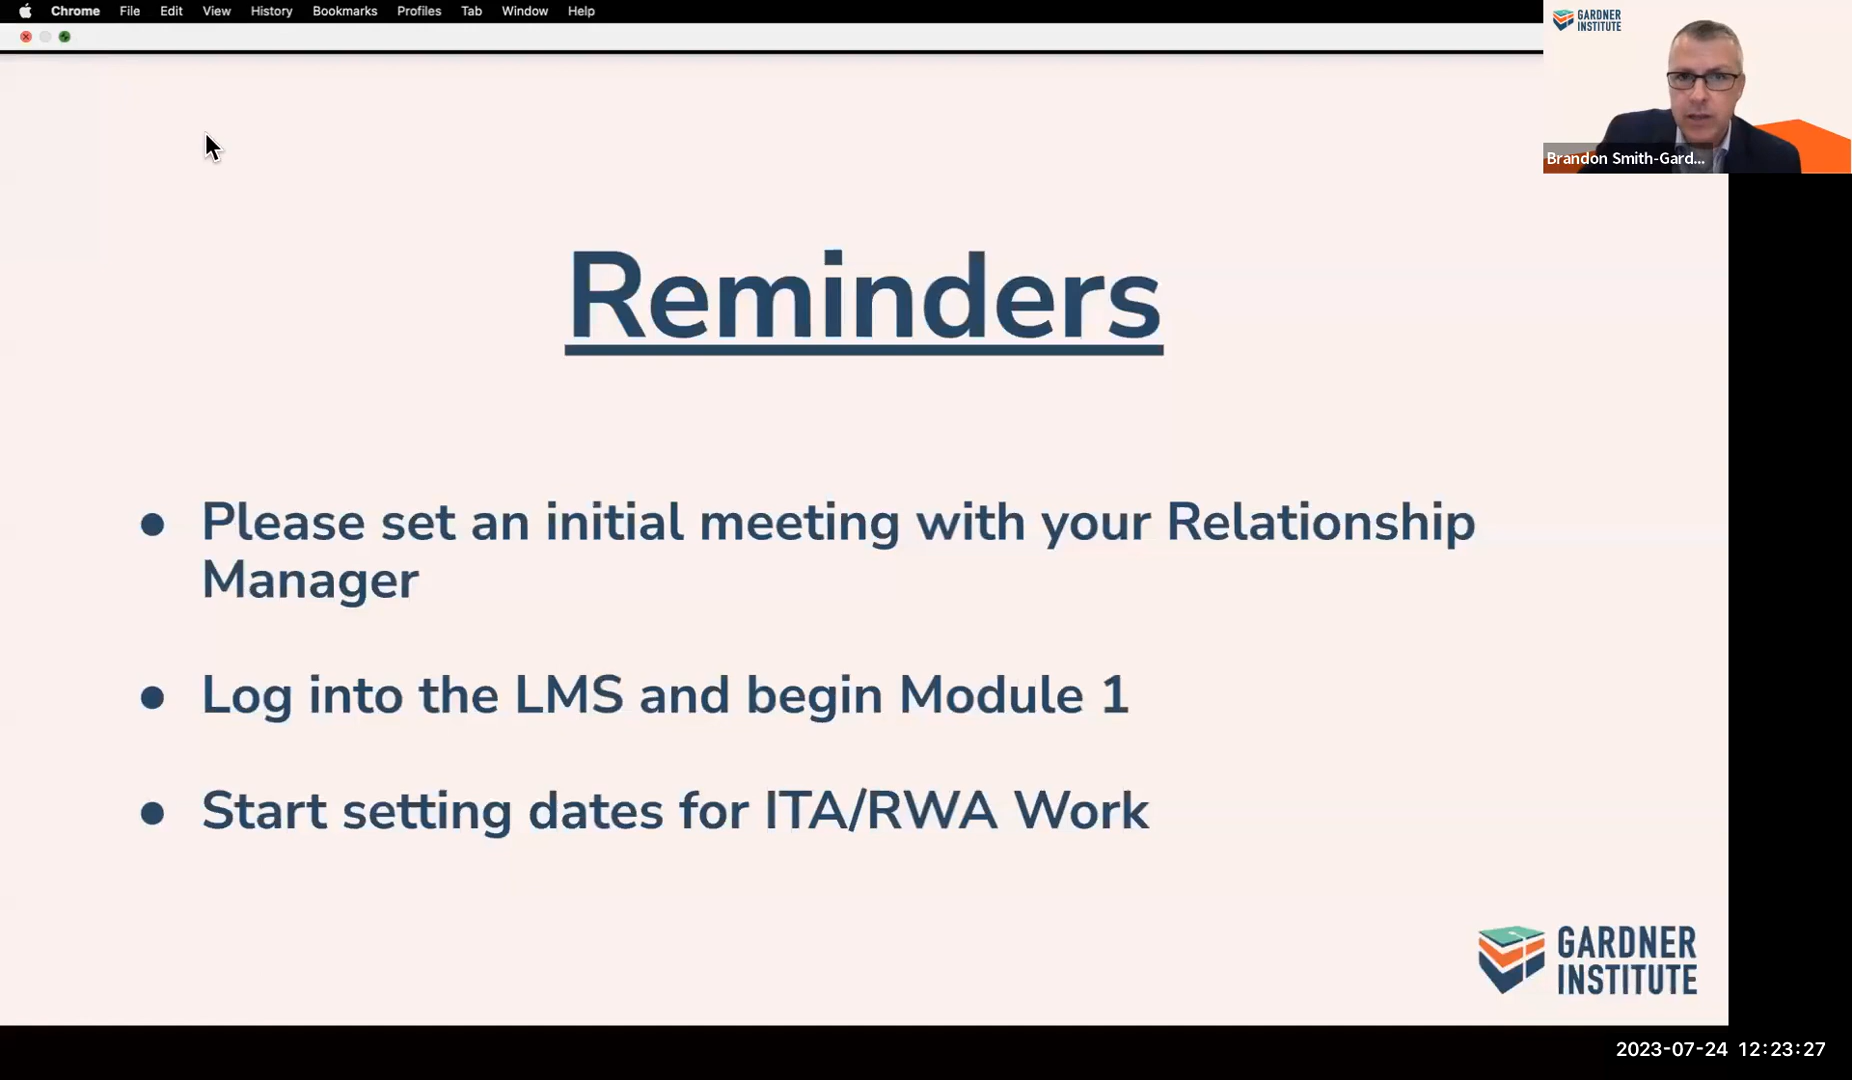 Chrome File Edit View History Bookmarks Profiles Tab Window Help
GARDNER
INSTITUTE
Brandon Smith-Gard...
Reminders
● Please set an initial meeting with your Relationship
Manager
● Log into the LMS and begin Module 1
● Start setting dates for ITA/RWA Work
GARDNER
INSTITUTE
2023-07-24 12:23:27